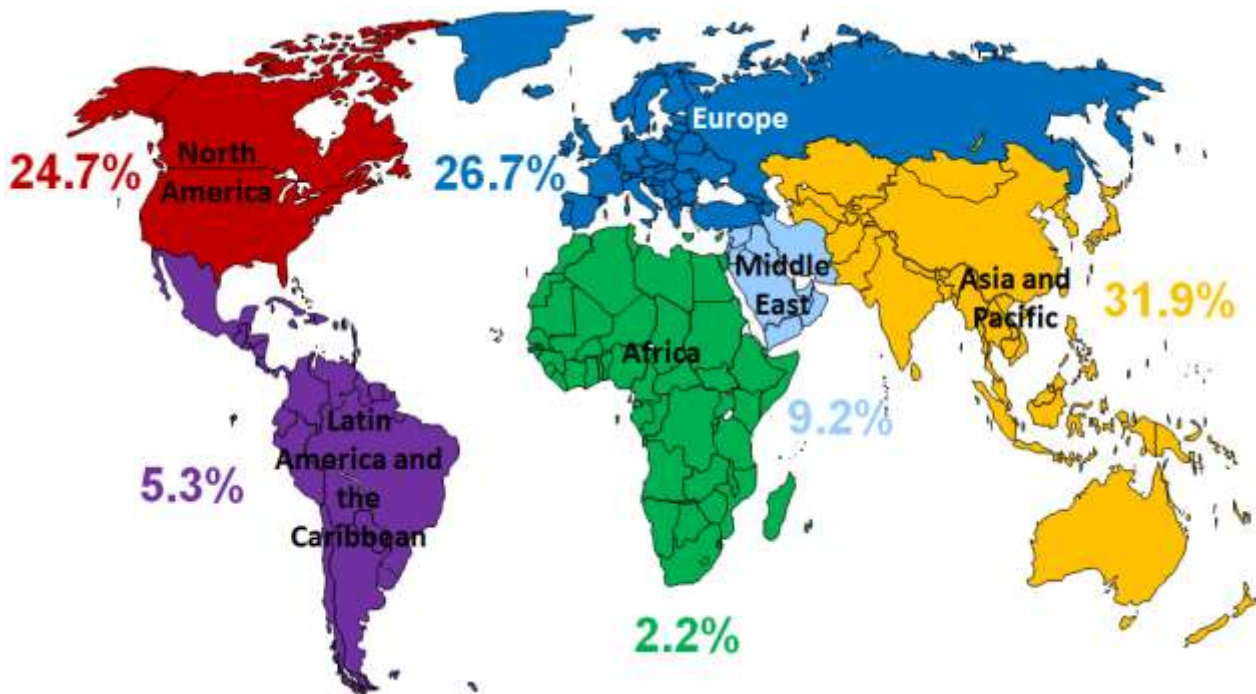 Europe
24.7%
North
America
26.7%
Middle
East
Asia and
Pacific
31.9%
Africa
9.2%
Latin
America and
the
Caribbean
5.3%
2.2%